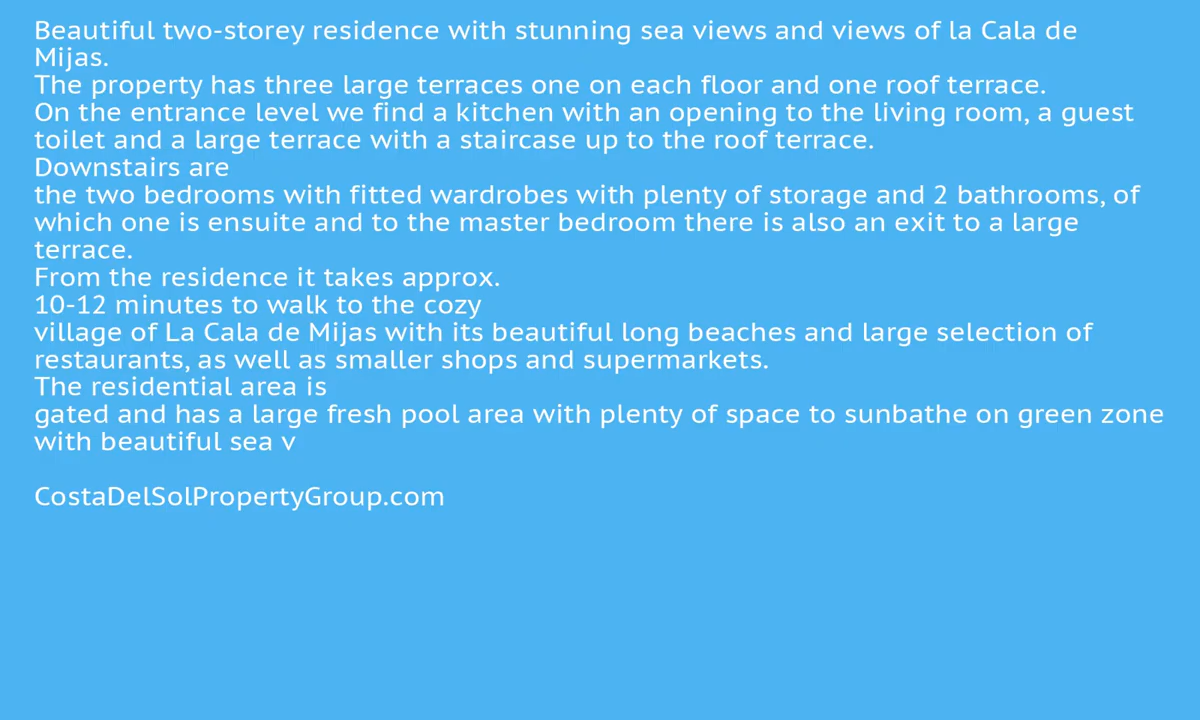 Beautiful two-storey residence with stunning sea views and views of la Cala de
Mijas.
The property has three large terraces one on each floor and one roof terrace.
On the entrance level we find a kitchen with an opening to the living room, a guest
toilet and a large terrace with a staircase up to the roof terrace.
Downstairs are
the two bedrooms with fitted wardrobes with plenty of storage and 2 bathrooms, of
which one is ensuite and to the master bedroom there is also an exit to a large
terrace.
From the residence it takes approx.
10-12 minutes to walk to the cozy
village of La Cala de Mijas with its beautiful long beaches and large selection of
restaurants, as well as smaller shops and supermarkets.
The residential area is
gated and has a large fresh pool area with plenty of space to sunbathe on green zone
with beautiful sea v
CostaDelSolPropertyGroup.com